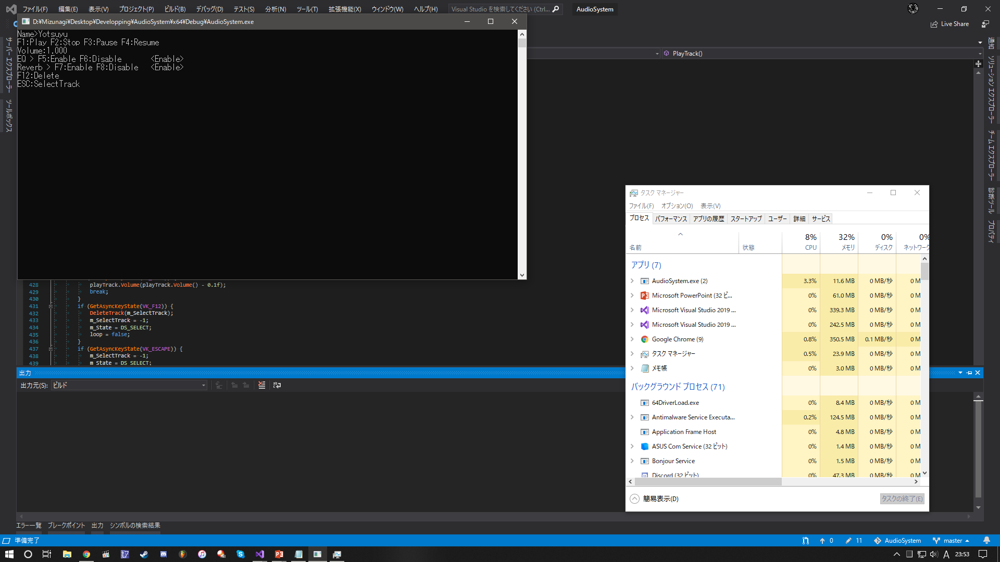 ファイル(F) 編集(E) 表示(V) プロジェクト(P) ビルド(B) デバッグ(D) テスト(S) 分析(N) ツール(T) 拡張機能(X) ウィンドウ(W) ヘルプ(H) Visual Studio を検索してください (Ctrl... AudioSystem
D:¥Mizunagi¥Desktop¥Developping¥AudioSystem¥x64¥Debug¥AudioSystem.exe
Live Share
Name>Yotsuyu
F1:Play F2:Stop F3:Pause F4:Resume
Volume:1.000
EQ > F5:Enable F6:Disable <Enable>
Reverb > F7:Enable F8:Disable <Enable>
F12:Delete
ESC:SelectTrack
サーバー エクスプローラー
ツールボックス
PlayTrack()
通知
ソリューション エクスプローラー
チーム エクスプローラー
診断ツール
プロパティ
428 playTrack.Volume(playTrack.Volume() - 0.1f);
429 break;
430 }
431 if (GetAsyncKeyState(VK_F12)) {
432 DeleteTrack(m_SelectTrack);
433 m_SelectTrack = -1;
434 m_State = DS_SELECT;
435 loop = false;
436 }
437 if (GetAsyncKeyState(VK_ESCAPE)) {
438 m_SelectTrack = -1;
439 m_State = DS_SELECT;
タスク マネージャー
ファイル(F) オプション(O) 表示(V)
プロセス パフォーマンス アプリの履歴 スタートアップ ユーザー 詳細 サービス
8% 32% 0% 0%
名前 状態 CPU メモリ ディスク ネットワーク
アプリ (7)
AudioSystem.exe (2) 3.3% 11.6 MB 0 MB/秒 0 M
Microsoft PowerPoint (32 ビ... 0% 61.0 MB 0 MB/秒 0 M
Microsoft Visual Studio 2019 ... 0% 339.3 MB 0 MB/秒 0 M
Microsoft Visual Studio 2019 ... 0% 242.5 MB 0 MB/秒 0 M
Google Chrome (9) 0.8% 350.5 MB 0.1 MB/秒 0 M
タスク マネージャー 0.5% 23.9 MB 0 MB/秒 0 M
メモ帳 0% 3.0 MB 0 MB/秒 0 M
バックグラウンド プロセス (71)
64DriverLoad.exe 0% 8.4 MB 0 MB/秒 0 M
Antimalware Service Executa... 0.2% 124.5 MB 0 MB/秒 0 M
Application Frame Host 0% 4.8 MB 0 MB/秒 0 M
ASUS Com Service (32 ビット) 0% 1.4 MB 0 MB/秒 0 M
Bonjour Service 0% 1.5 MB 0 MB/秒 0 M
Discord (32 ビット) 0% 47.3 MB 0 MB/秒 0 M
簡易表示(D) タスクの終了(E)
出力
出力元(S): ビルド
エラー一覧 ブレークポイント 出力 シンボルの検索結果
準備完了 0 11 AudioSystem master
A 23:53